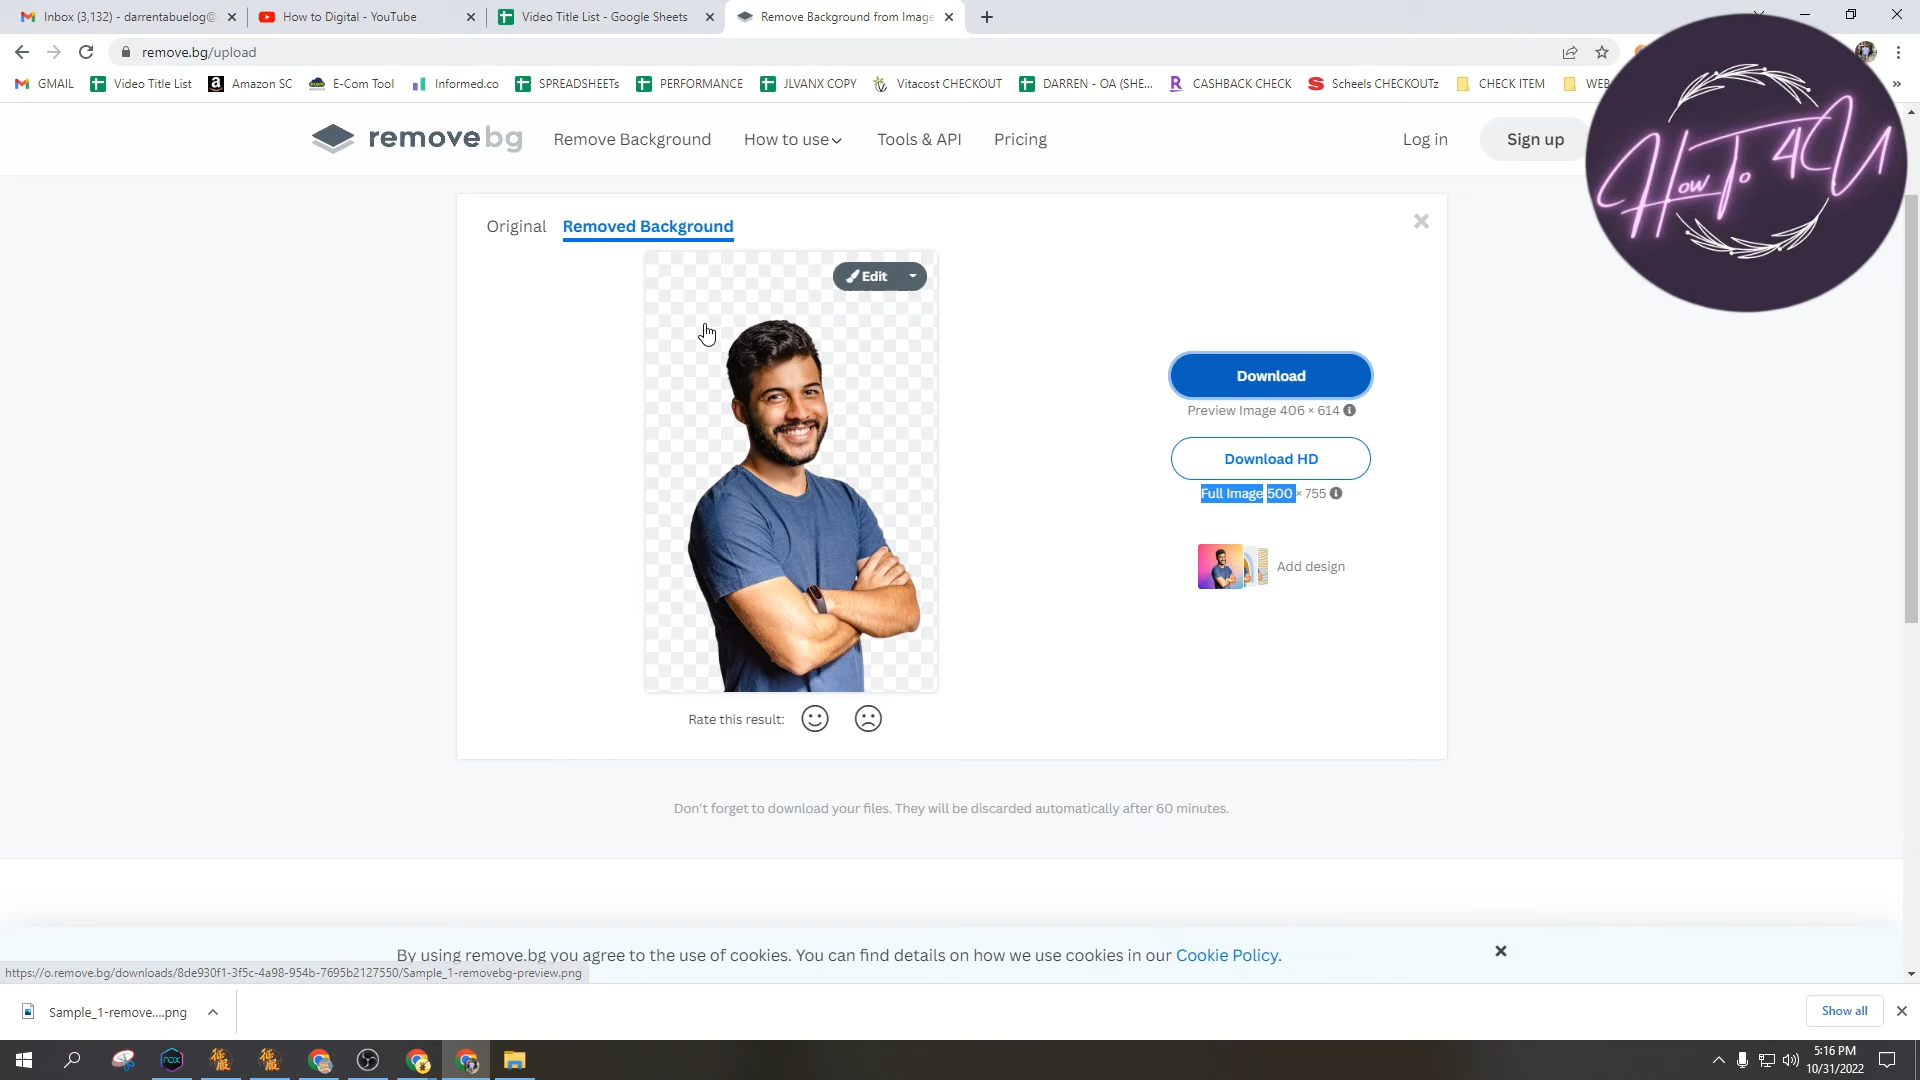 Inbox (3,132) - darrentabuelog@
How to Digital - YouTube
Video Title List - Google Sheets
Remove Background from Image
remove.bg/upload
GMAIL
Video Title List
Amazon SC
E-Com Tool
Informed.co
SPREADSHEETs
PERFORMANCE
JLVANX COPY
Vitacost CHECKOUT
DARREN - OA (SHE...
CASHBACK CHECK
Scheels CHECKOUTz
CHECK ITEM
WEB
»
How To 4U
removebg
Remove Background
How to use
Tools & API
Pricing
Log in
Sign up
Original
Removed Background
Edit
Download
Preview Image 406 × 614
Download HD
Full Image 500 × 755
Add design
Rate this result:
Don't forget to download your files. They will be discarded automatically after 60 minutes.
By using remove.bg you agree to the use of cookies. You can find details on how we use cookies in our Cookie Policy.
https://o.remove.bg/downloads/8de930f1-3f5c-4a98-954b-7695b2127550/Sample_1-removebg-preview.png
Sample_1-remove....png
Show all
nox
5:16 PM
10/31/2022